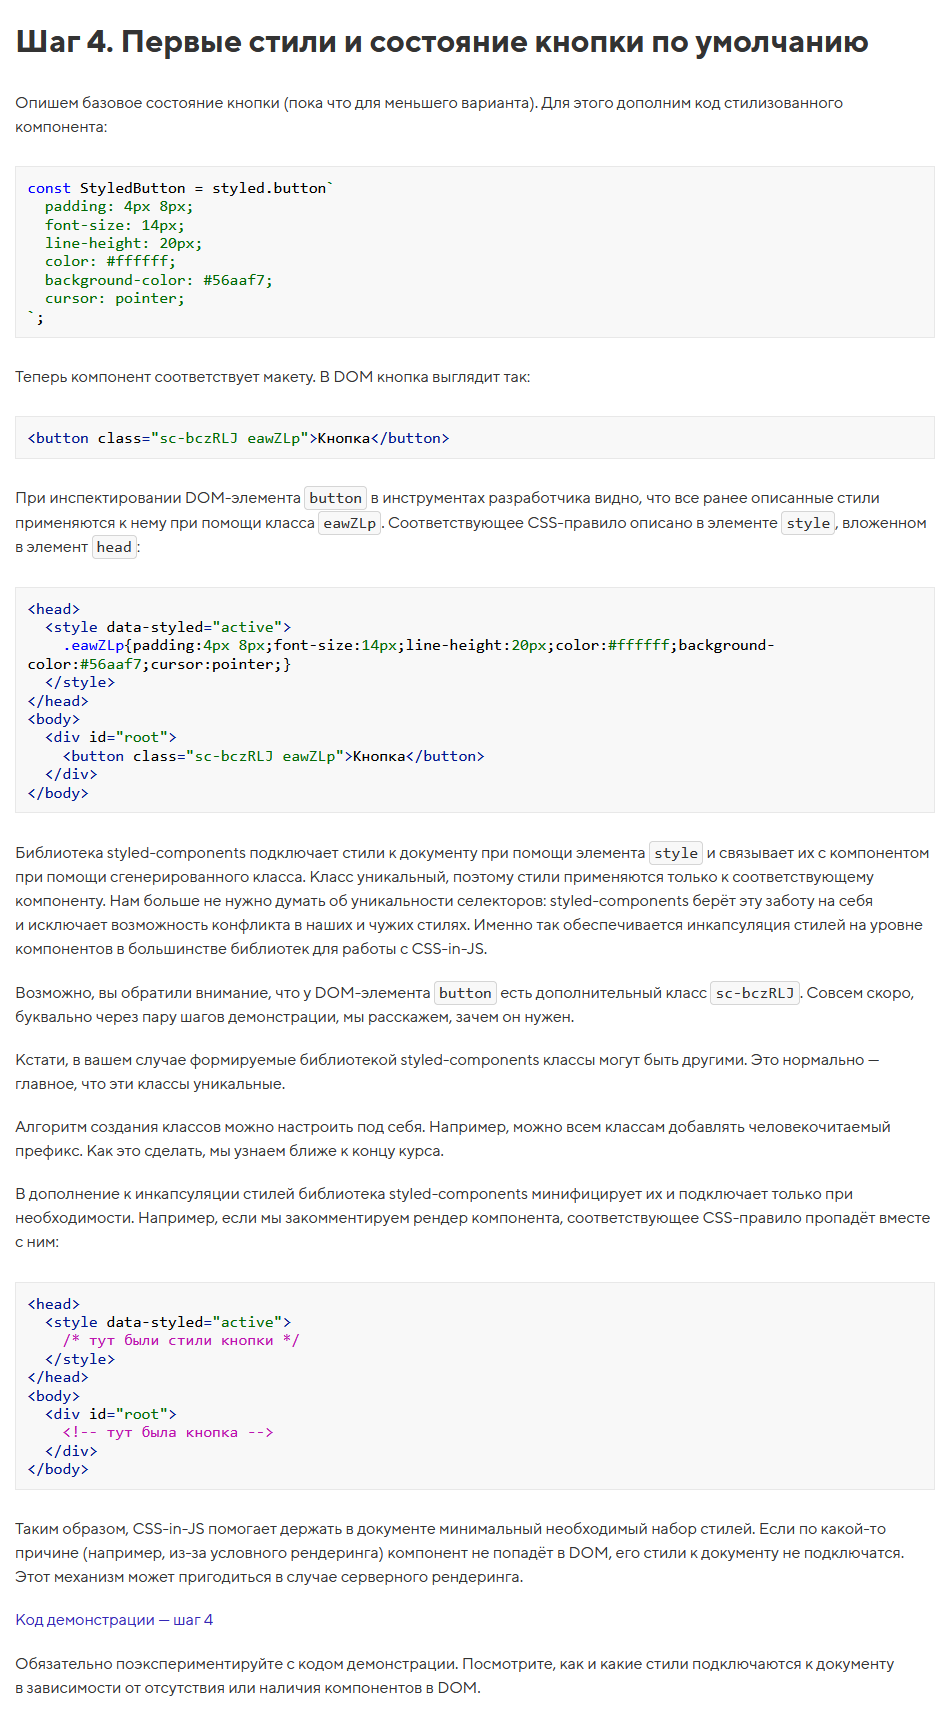 Шаг 4. Первые стили и состояние кнопки по умолчанию
Опишем базовое состояние кнопки (пока что для меньшего варианта). Для этого дополним код стилизованного
компонента:
const StyledButton = styled.button`
  padding: 4px 8px;
  font-size: 14px;
  line-height: 20px;
  color: #ffffff;
  background-color: #56aaf7;
  cursor: pointer;
`;
Теперь компонент соответствует макету. В DOM кнопка выглядит так:
<button class="sc-bczRLJ eawZLp">Кнопка</button>
При инспектировании DOM-элемента button в инструментах разработчика видно, что все ранее описанные стили
применяются к нему при помощи класса eawZLp. Соответствующее CSS-правило описано в элементе style, вложенном
в элемент head:
<head>
  <style data-styled="active">
    .eawZLp{padding:4px 8px;font-size:14px;line-height:20px;color:#ffffff;background-
color:#56aaf7;cursor:pointer;}
  </style>
</head>
<body>
  <div id="root">
    <button class="sc-bczRLJ eawZLp">Кнопка</button>
  </div>
</body>
Библиотека styled-components подключает стили к документу при помощи элемента style и связывает их с компонентом
при помощи сгенерированного класса. Класс уникальный, поэтому стили применяются только к соответствующему
компоненту. Нам больше не нужно думать об уникальности селекторов: styled-components берёт эту заботу на себя
и исключает возможность конфликта в наших и чужих стилях. Именно так обеспечивается инкапсуляция стилей на уровне
компонентов в большинстве библиотек для работы с CSS-in-JS.
Возможно, вы обратили внимание, что у DOM-элемента button есть дополнительный класс sc-bczRLJ. Совсем скоро,
буквально через пару шагов демонстрации, мы расскажем, зачем он нужен.
Кстати, в вашем случае формируемые библиотекой styled-components классы могут быть другими. Это нормально —
главное, что эти классы уникальные.
Алгоритм создания классов можно настроить под себя. Например, можно всем классам добавлять человекочитаемый
префикс. Как это сделать, мы узнаем ближе к концу курса.
В дополнение к инкапсуляции стилей библиотека styled-components минифицирует их и подключает только при
необходимости. Например, если мы закомментируем рендер компонента, соответствующее CSS-правило пропадёт вместе
с ним:
<head>
  <style data-styled="active">
    /* тут были стили кнопки */
  </style>
</head>
<body>
  <div id="root">
    <!-- тут была кнопка -->
  </div>
</body>
Таким образом, CSS-in-JS помогает держать в документе минимальный необходимый набор стилей. Если по какой-то
причине (например, из-за условного рендеринга) компонент не попадёт в DOM, его стили к документу не подключатся.
Этот механизм может пригодиться в случае серверного рендеринга.
Код демонстрации — шаг 4
Обязательно поэкспериментируйте с кодом демонстрации. Посмотрите, как и какие стили подключаются к документу
в зависимости от отсутствия или наличия компонентов в DOM.